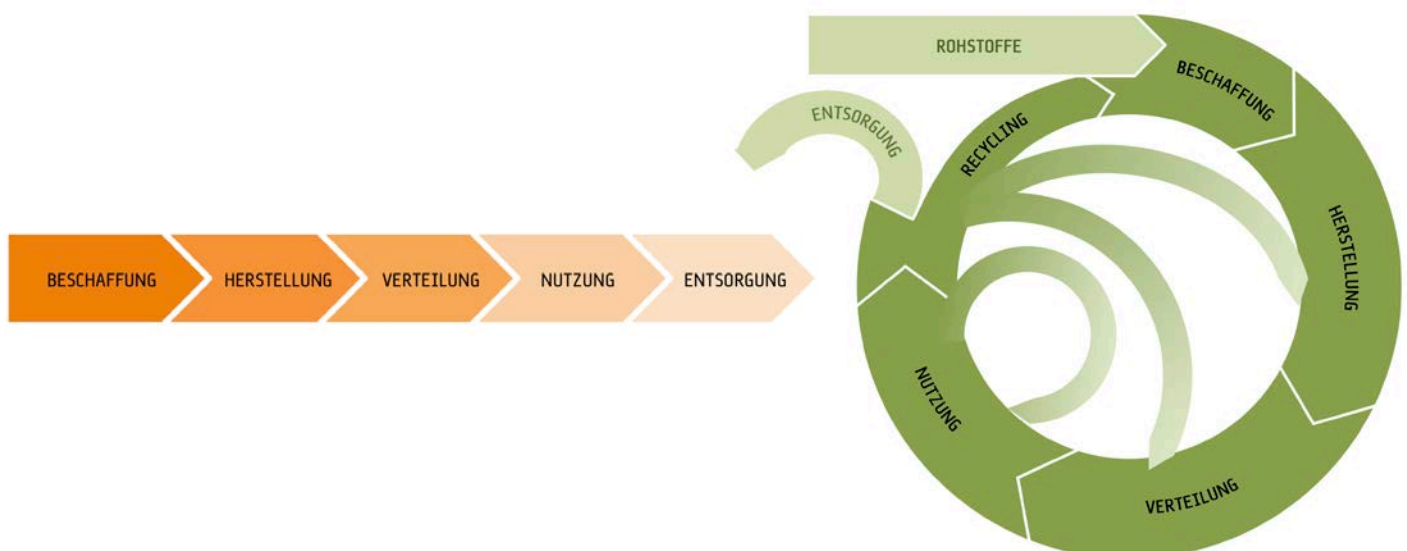 BESCHAFFUNG
HERSTELLUNG
VERTEILUNG
NUTZUNG
ENTSORGUNG
ROHSTOFFE
BESCHAFFUNG
HERSTELLUNG
VERTEILUNG
NUTZUNG
RECYCLING
ENTSORGUNG